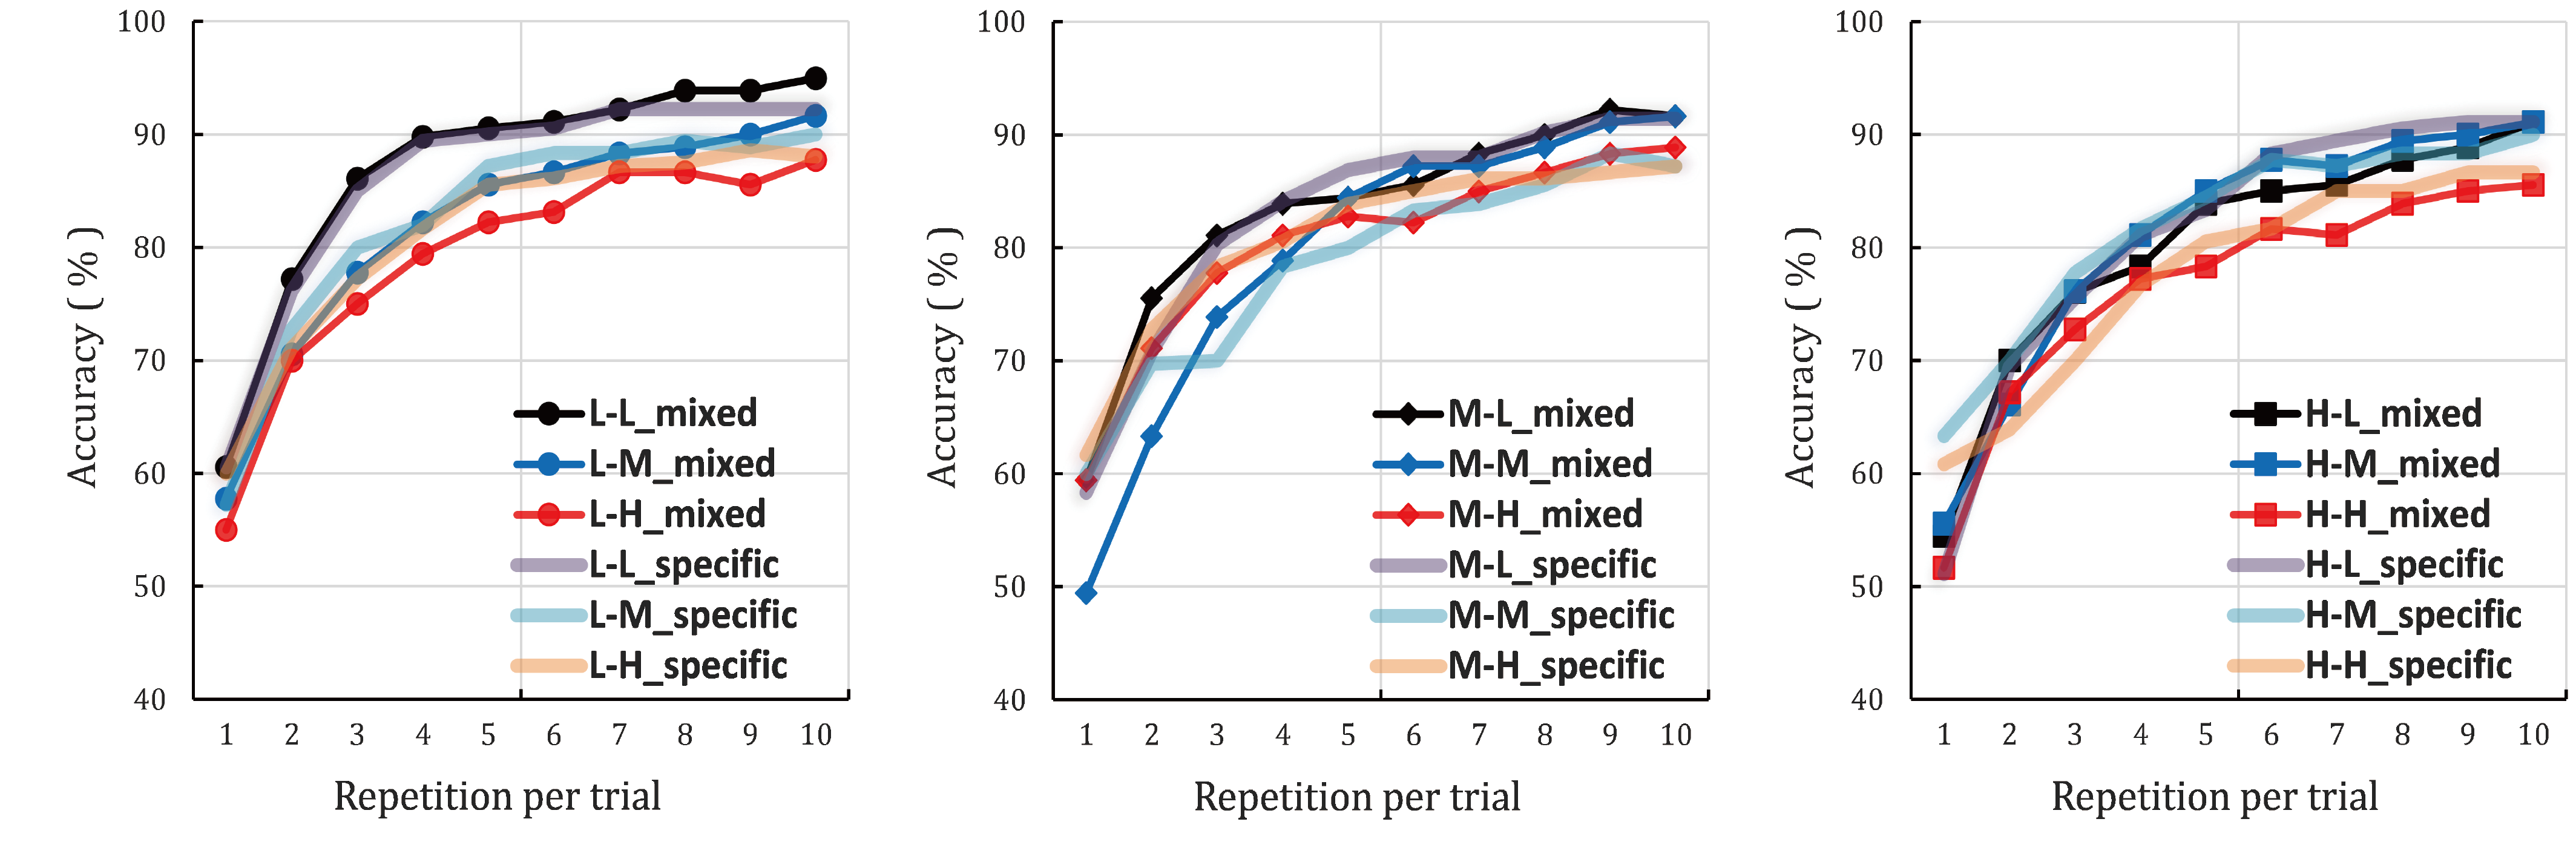 100
90
80
70
60
50
40
Accuracy ( % )
1 2 3 4 5 6 7 8 9 10
Repetition per trial
L-L_mixed
L-M_mixed
L-H_mixed
L-L_specific
L-M_specific
L-H_specific
100
90
80
70
60
50
40
Accuracy ( % )
1 2 3 4 5 6 7 8 9 10
Repetition per trial
M-L_mixed
M-M_mixed
M-H_mixed
M-L_specific
M-M_specific
M-H_specific
100
90
80
70
60
50
40
Accuracy ( % )
1 2 3 4 5 6 7 8 9 10
Repetition per trial
H-L_mixed
H-M_mixed
H-H_mixed
H-L_specific
H-M_specific
H-H_specific